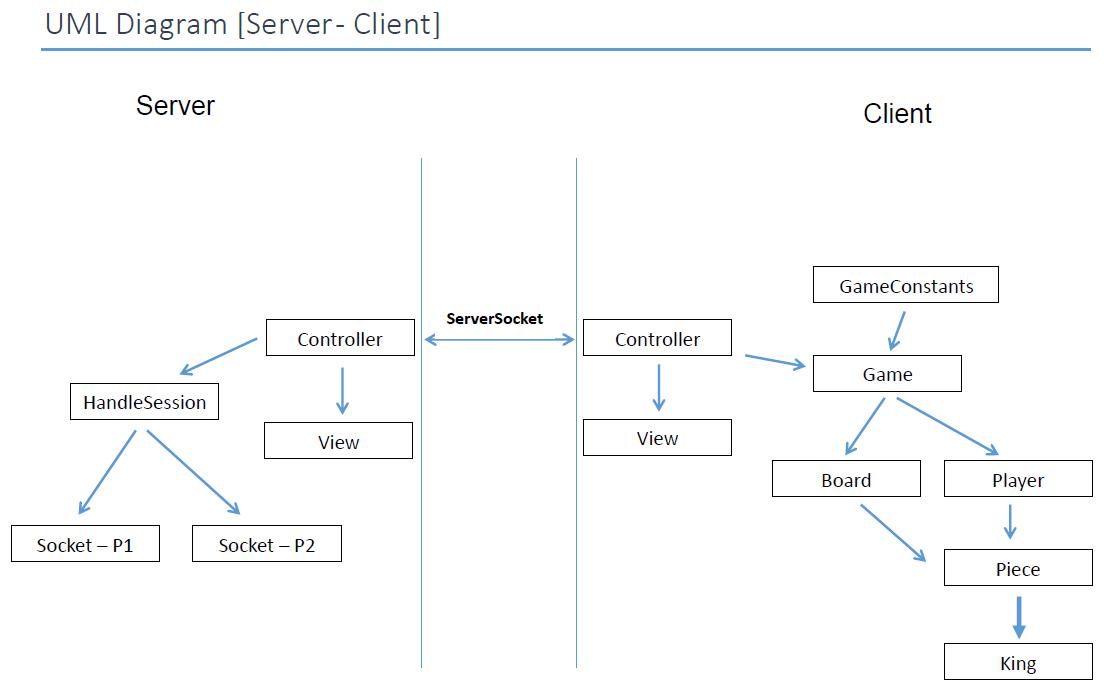 UML Diagram [Server - Client]
Server
Client
GameConstants
ServerSocket
Controller
Controller
Game
HandleSession
View
View
Board
Player
Socket – P1
Socket – P2
Piece
King